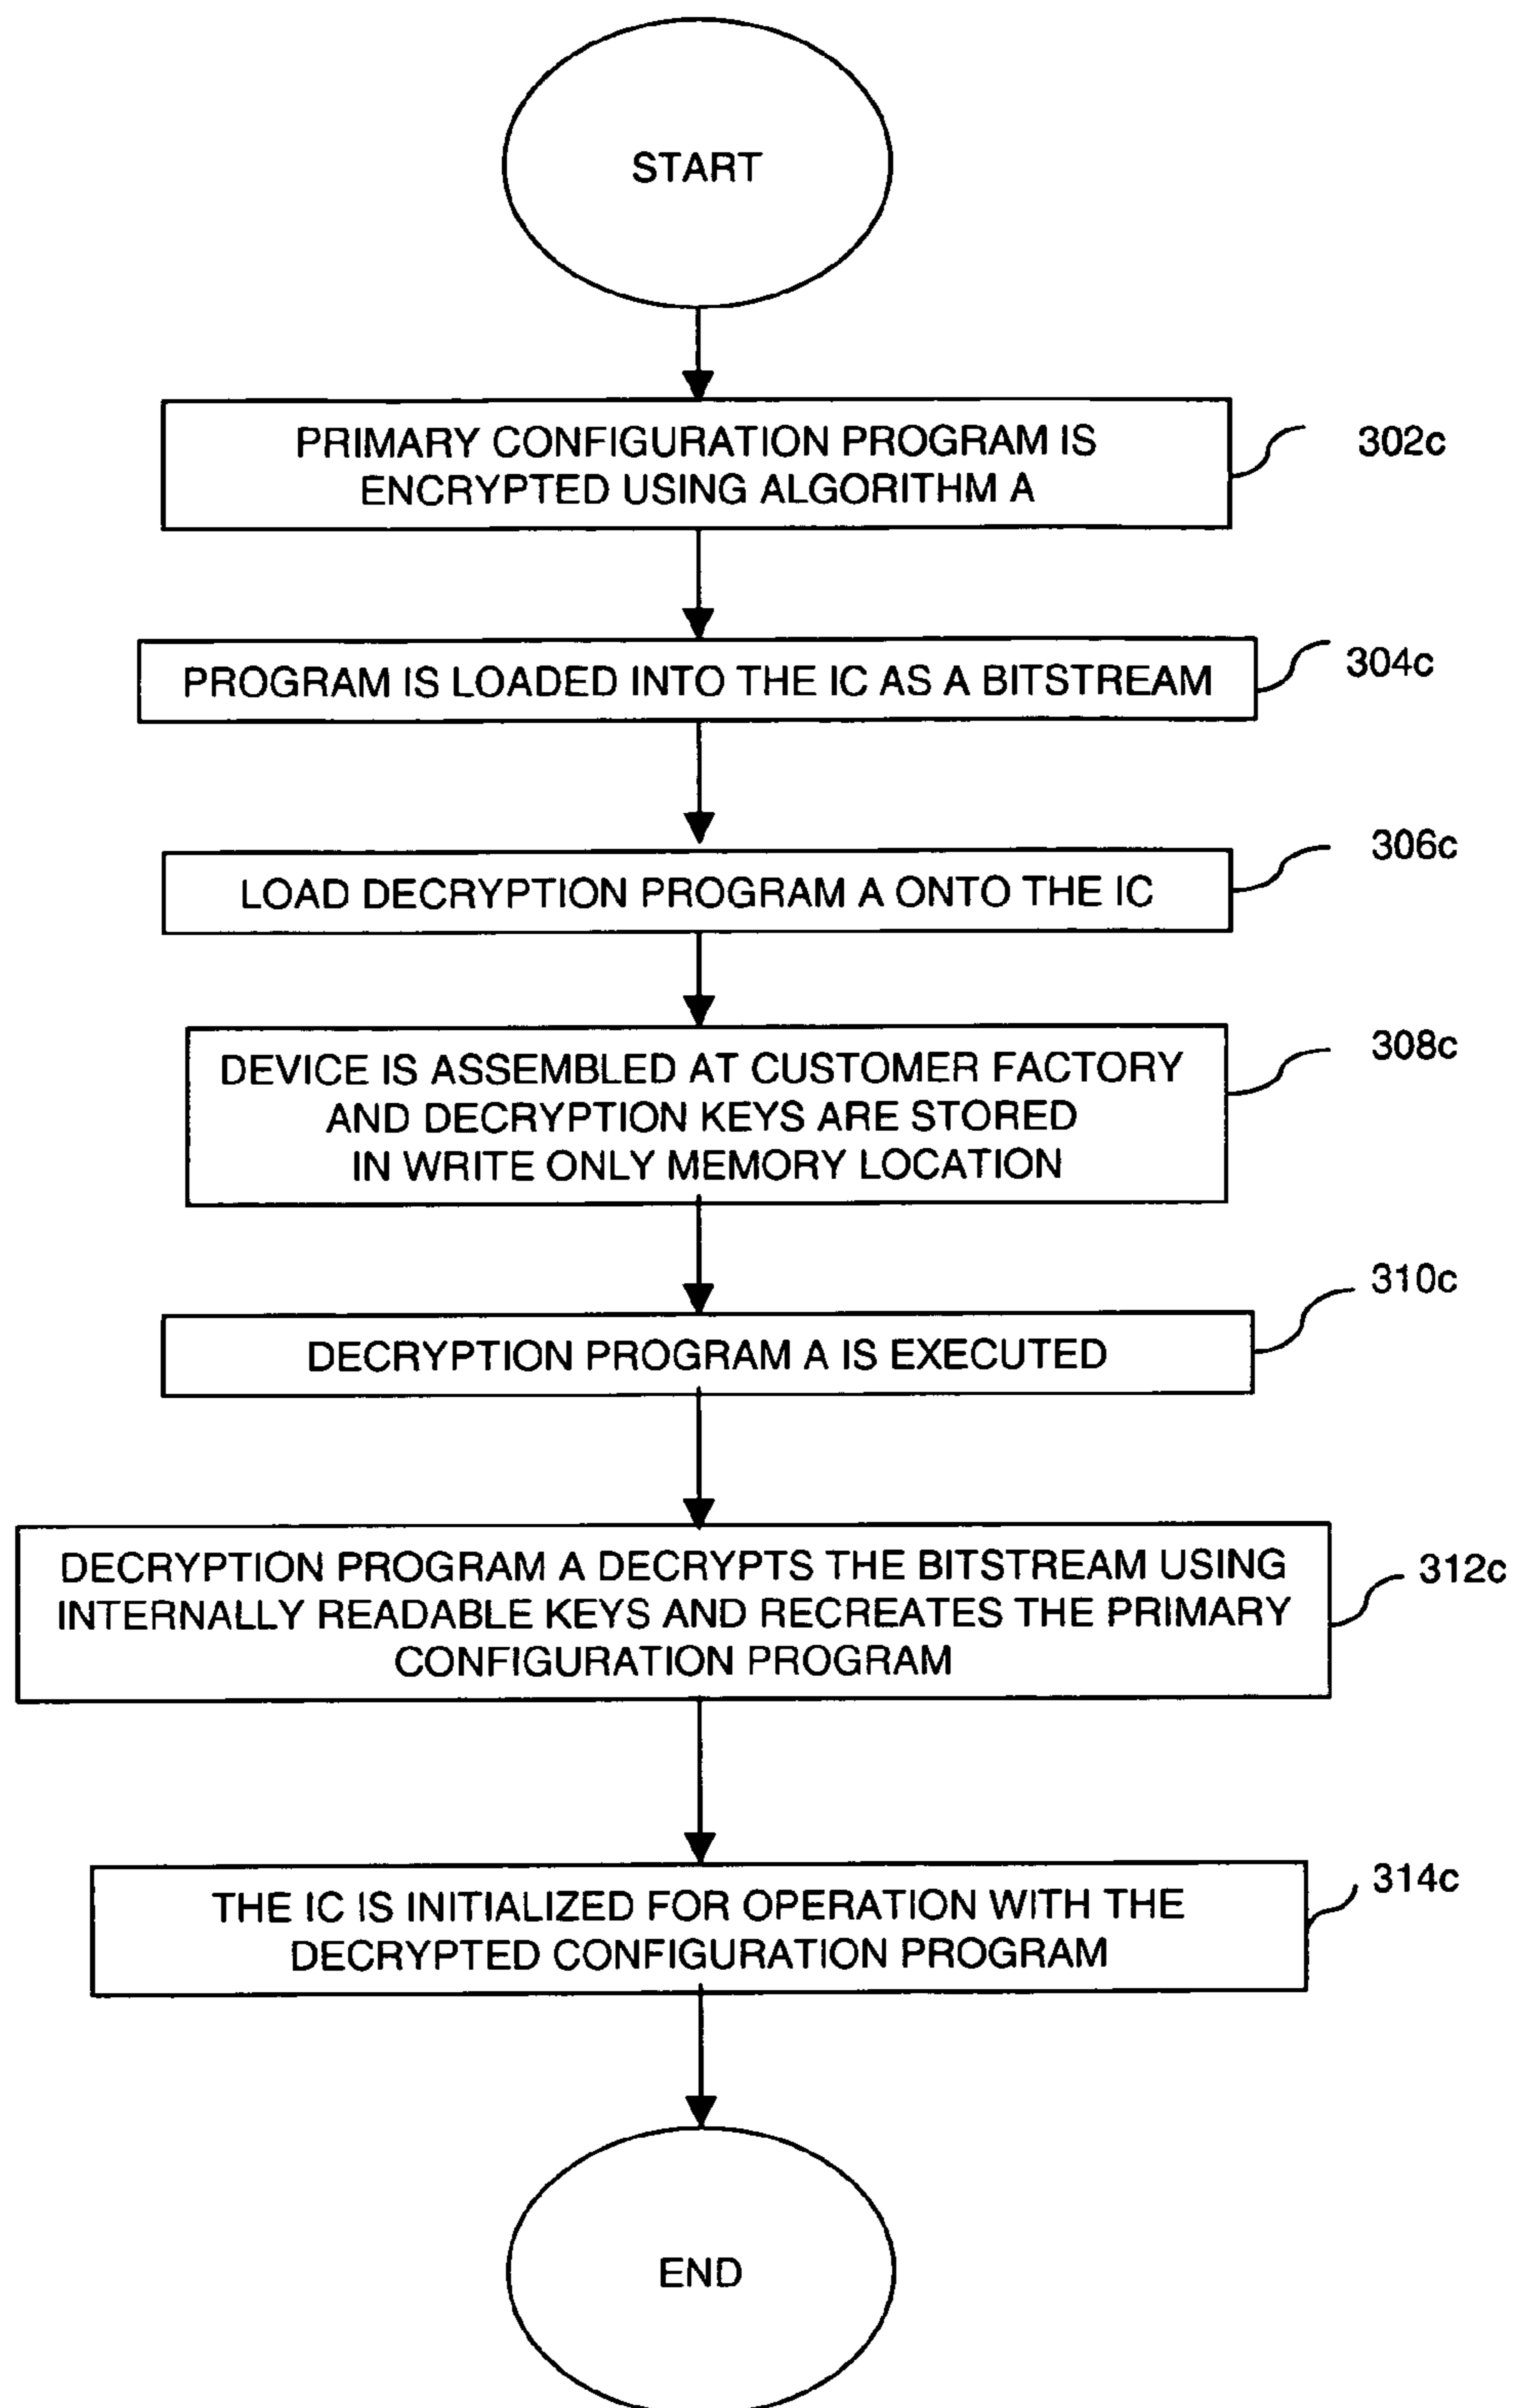 START
PRIMARY CONFIGURATION PROGRAM IS
ENCRYPTED USING ALGORITHM A
302c
PROGRAM IS LOADED INTO THE IC AS A BITSTREAM
304c
LOAD DECRYPTION PROGRAM A ONTO THE IC
306c
DEVICE IS ASSEMBLED AT CUSTOMER FACTORY
AND DECRYPTION KEYS ARE STORED
IN WRITE ONLY MEMORY LOCATION
308c
DECRYPTION PROGRAM A IS EXECUTED
310c
DECRYPTION PROGRAM A DECRYPTS THE BITSTREAM USING
INTERNALLY READABLE KEYS AND RECREATES THE PRIMARY
CONFIGURATION PROGRAM
312c
THE IC IS INITIALIZED FOR OPERATION WITH THE
DECRYPTED CONFIGURATION PROGRAM
314c
END